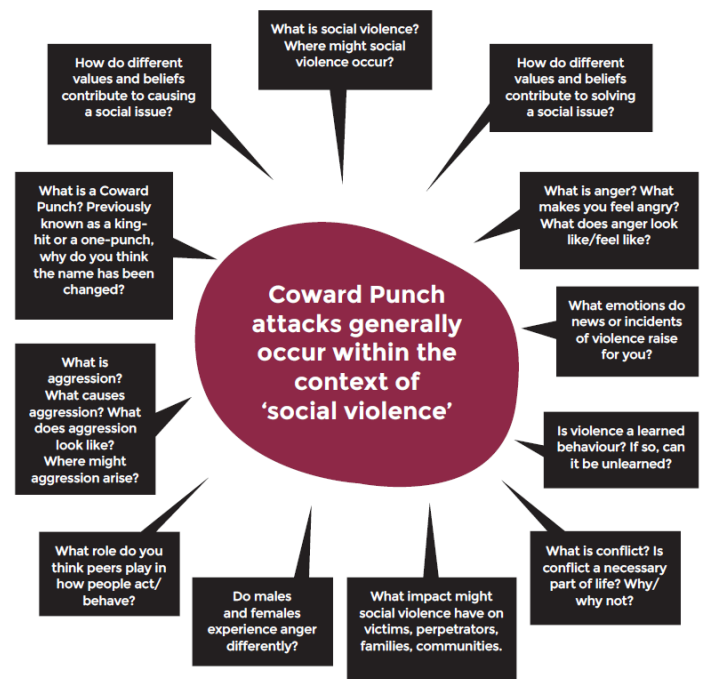 What is social violence?
Where might social
violence occur?
How do different
values and beliefs
contribute to causing
a social issue?
How do different
values and beliefs
contribute to solving
a social issue?
What is a Coward
Punch? Previously
known as a king-
hit or a one-punch,
why do you think
the name has been
changed?
What is anger? What
makes you feel angry?
What does anger look
like/feel like?
Coward Punch
attacks generally
occur within the
context of
‘social violence’
What emotions do
news or incidents
of violence raise
for you?
What is
aggression?
What causes
aggression? What
does aggression
look like?
Where might
aggression arise?
Is violence a learned
behaviour? If so, can
it be unlearned?
What role do you
think peers play in
how people act/
behave?
Do males
and females
experience anger
differently?
What impact might
social violence have on
victims, perpetrators,
families, communities.
What is conflict? Is
conflict a necessary
part of life? Why/
why not?